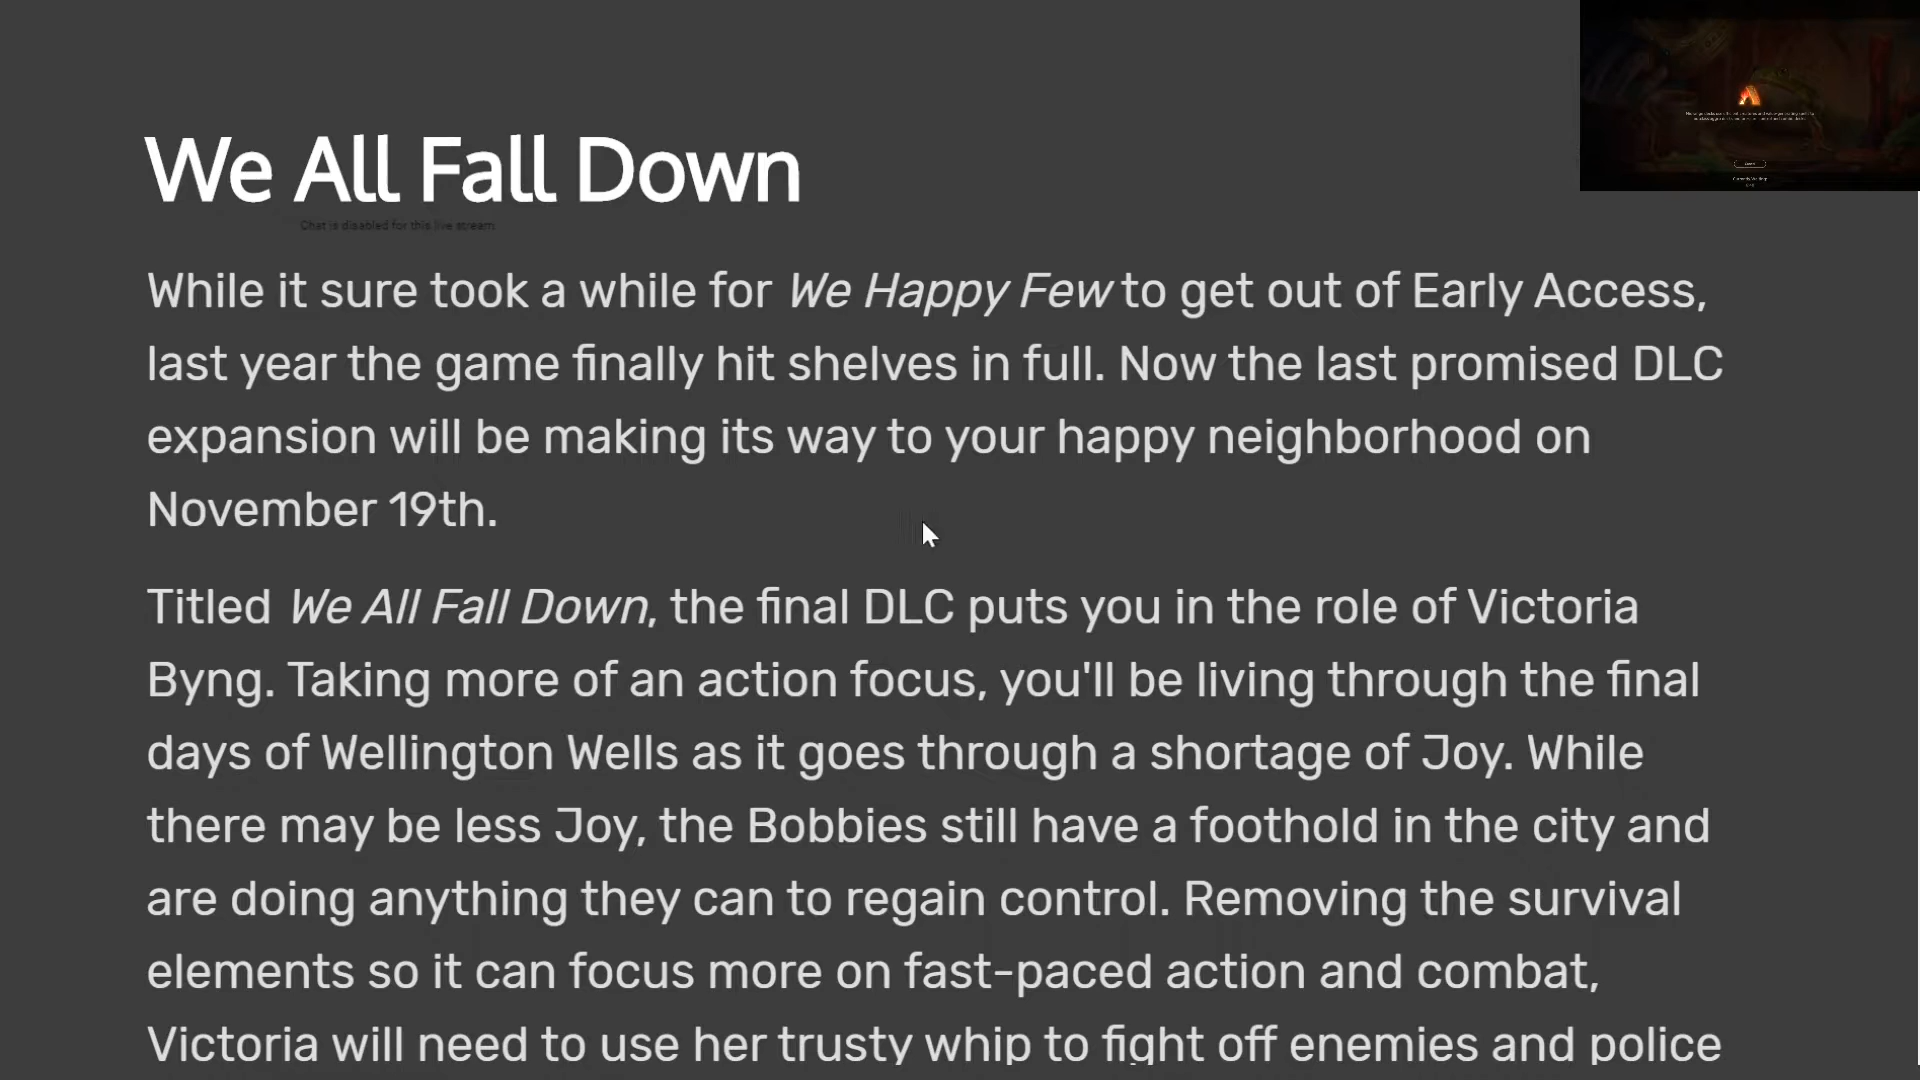 We All Fall Down
Chat is disabled for this live stream
While it sure took a while for We Happy Few to get out of Early Access,
last year the game finally hit shelves in full. Now the last promised DLC
expansion will be making its way to your happy neighborhood on
November 19th.
Titled We All Fall Down, the final DLC puts you in the role of Victoria
Byng. Taking more of an action focus, you'll be living through the final
days of Wellington Wells as it goes through a shortage of Joy. While
there may be less Joy, the Bobbies still have a foothold in the city and
are doing anything they can to regain control. Removing the survival
elements so it can focus more on fast-paced action and combat,
Victoria will need to use her trusty whip to fight off enemies and police